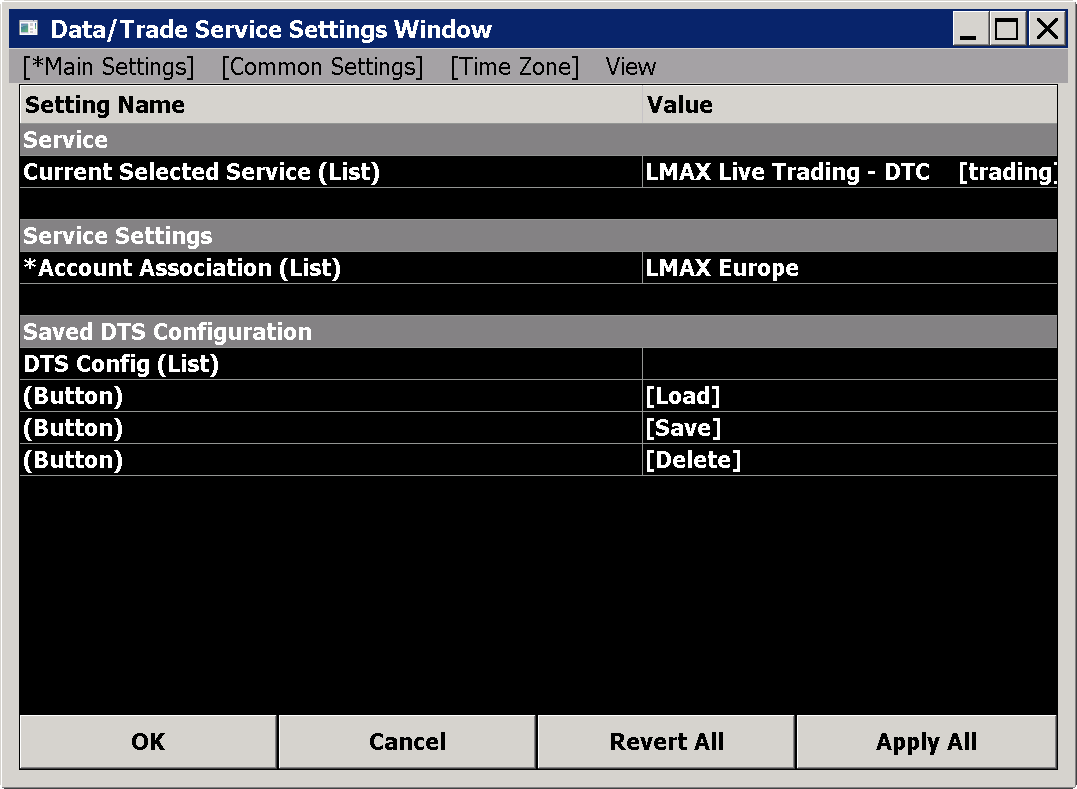 Data/Trade Service Settings Window
[*Main Settings] [Common Settings] [Time Zone] View
Setting Name Value
Service
Current Selected Service (List) LMAX Live Trading - DTC [trading]
Service Settings
*Account Association (List) LMAX Europe
Saved DTS Configuration
DTS Config (List)
(Button) [Load]
(Button) [Save]
(Button) [Delete]
OK Cancel Revert All Apply All